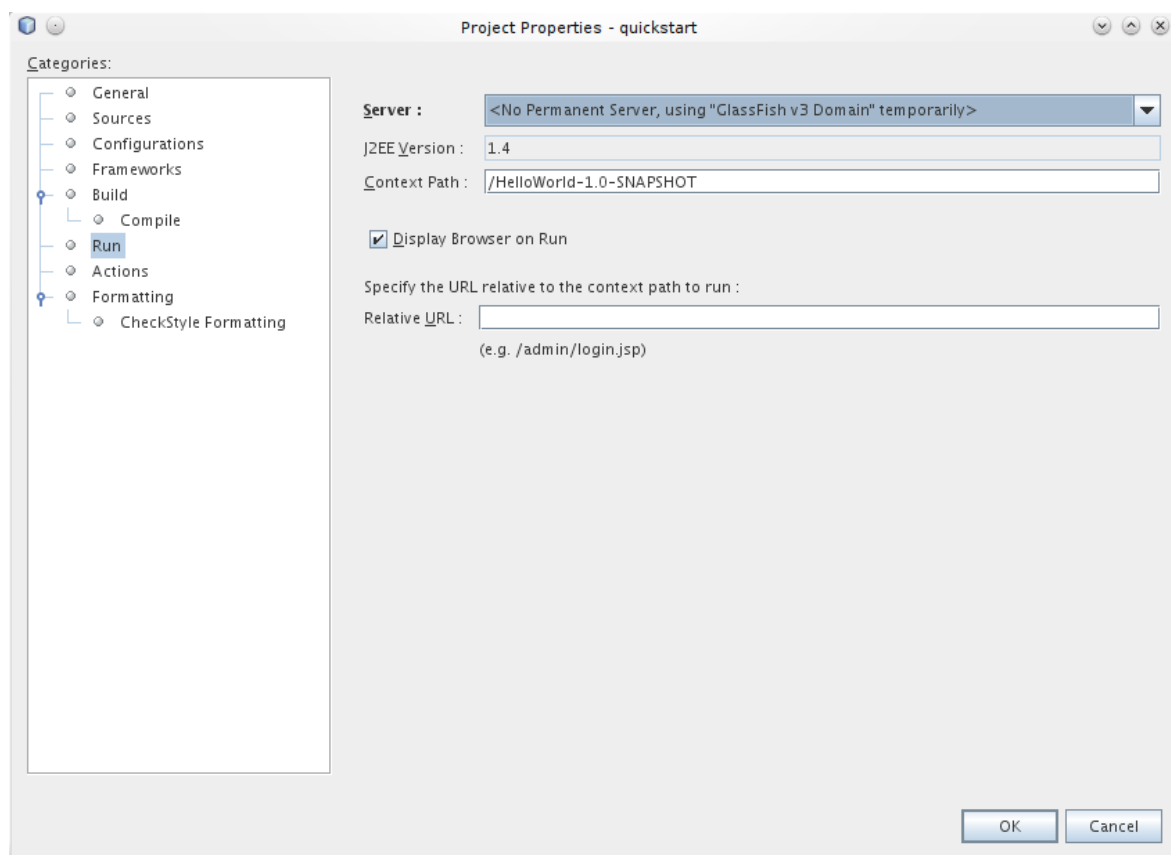 Project Properties - quickstart
Categories:
General
Sources
Configurations
Frameworks
Build
Compile
Run
Actions
Formatting
CheckStyle Formatting
Server : <No Permanent Server, using "GlassFish v3 Domain" temporarily>
J2EE Version : 1.4
Context Path : /HelloWorld-1.0-SNAPSHOT
Display Browser on Run
Specify the URL relative to the context path to run :
Relative URL :
(e.g. /admin/login.jsp)
OK Cancel